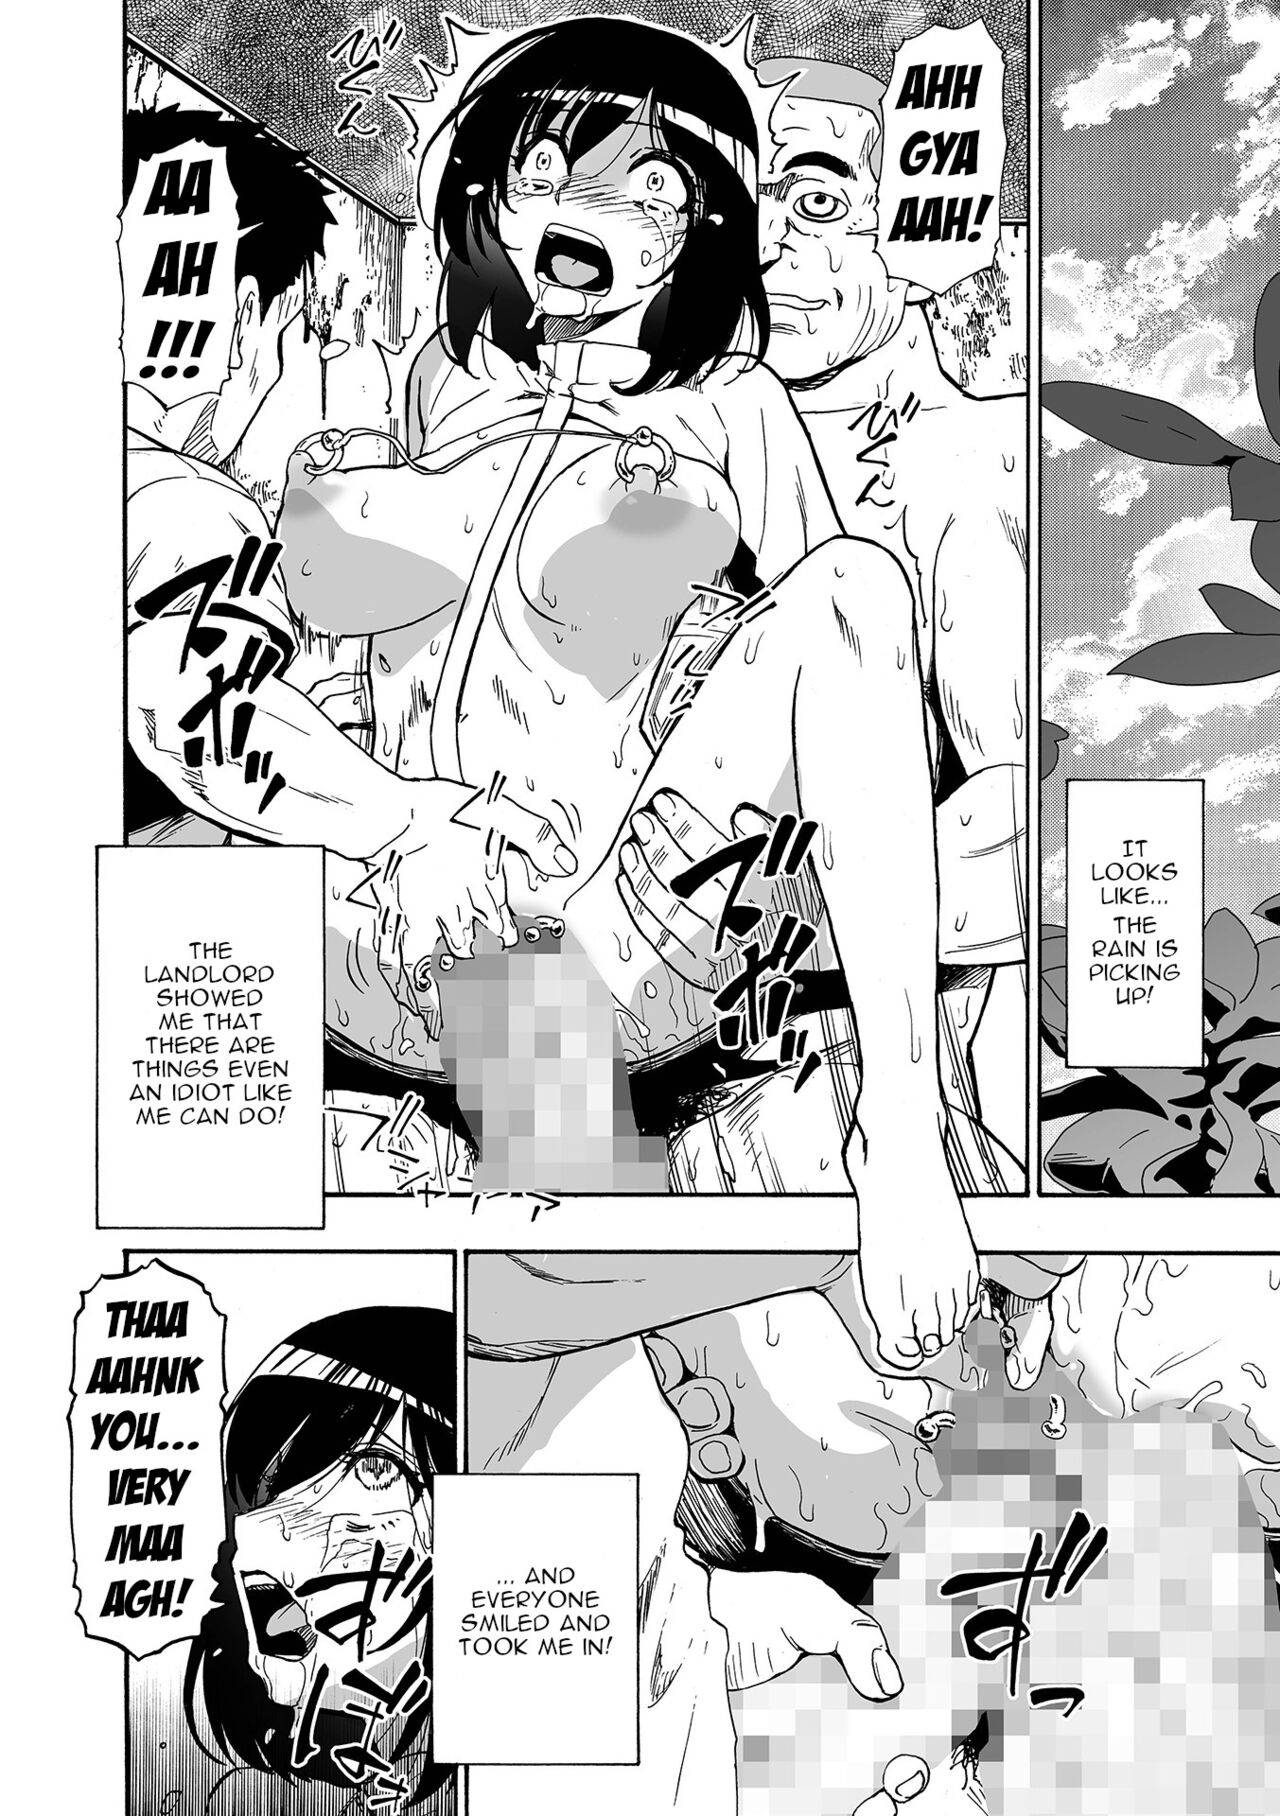 IT
LOOKS
LIKE...
THE
RAIN IS
PICKING
UP!
AHH
GYA
AAH!
びくん
AA
AH
!!!
びくん
THE
LANDLORD
SHOWED
ME THAT
THERE ARE
THINGS EVEN
AN IDIOT LIKE
ME CAN DO!
... AND
EVERYONE
SMILED AND
TOOK ME IN!
THAA
AAHNK
YOU...
VERY
MAA
AGH!